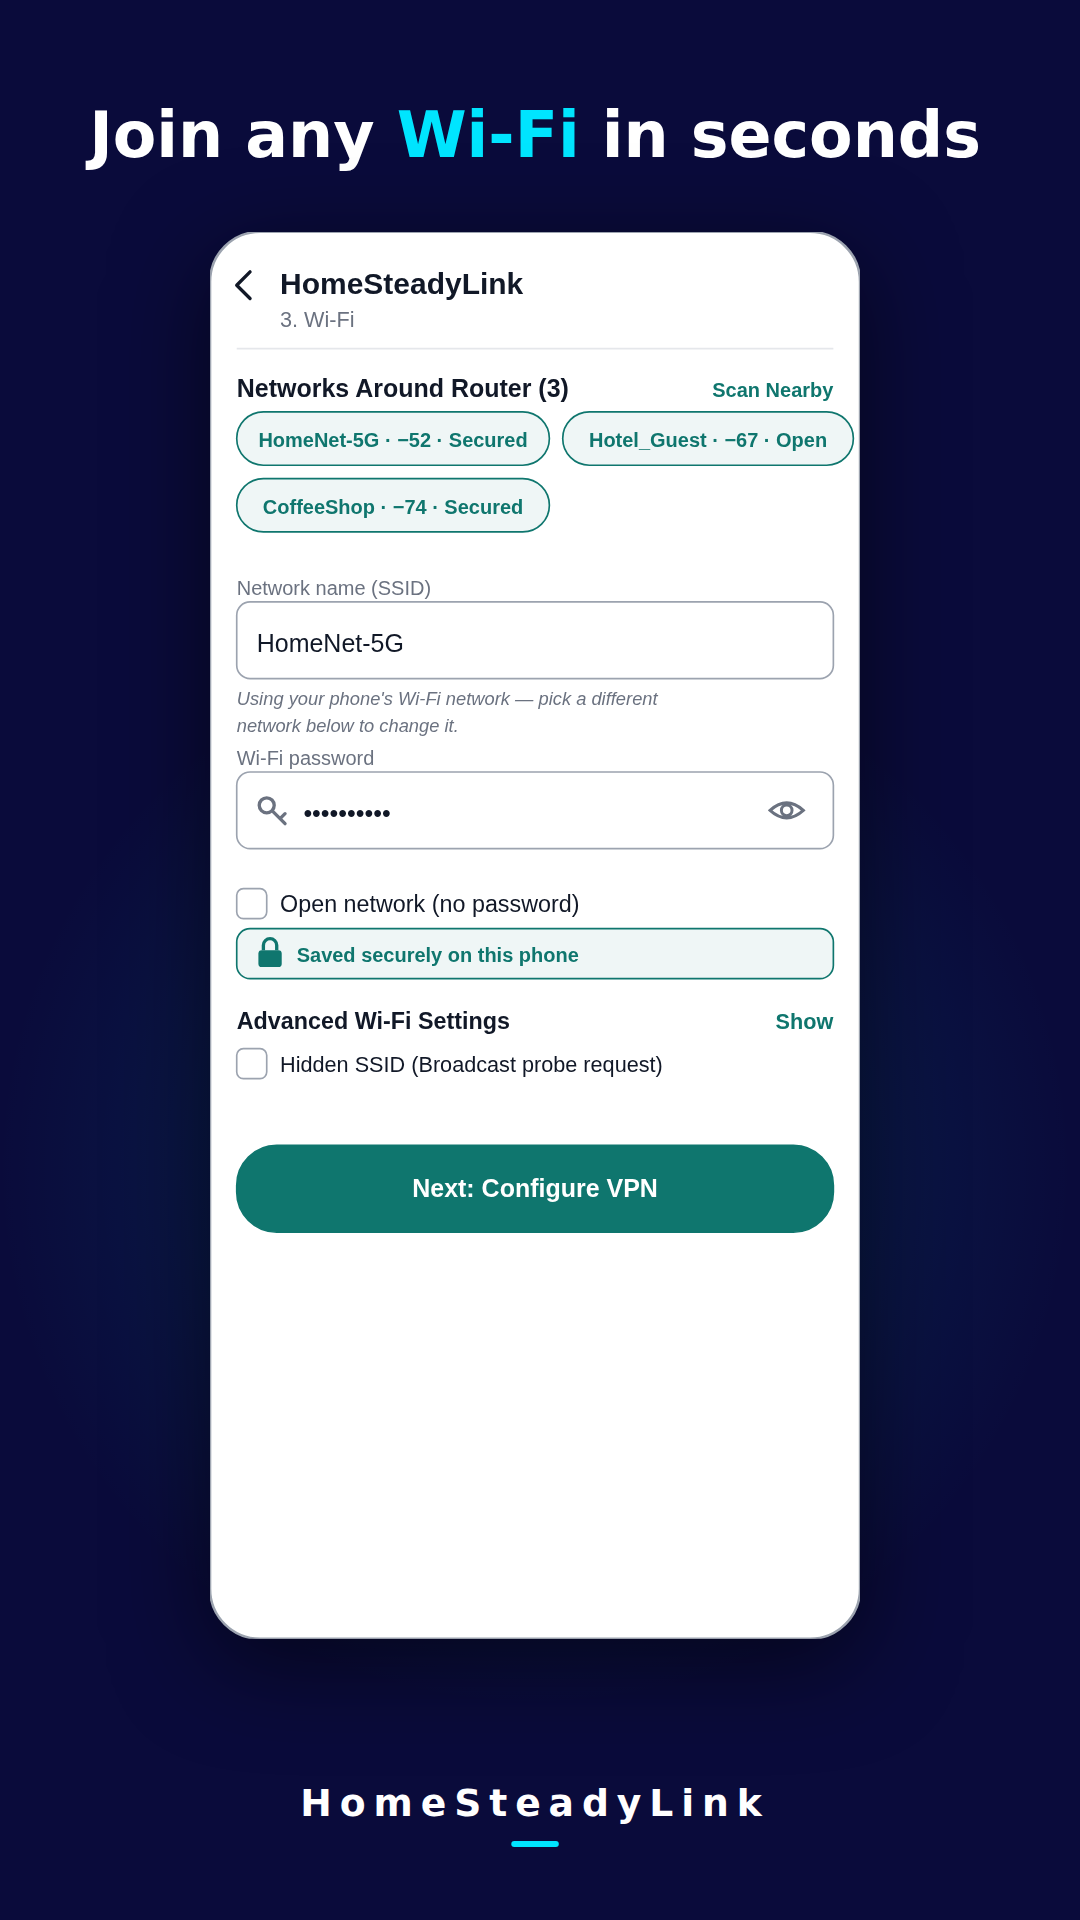 Join any Wi-Fi in seconds
HomeSteadyLink
3. Wi-Fi
Networks Around Router (3)
Scan Nearby
HomeNet-5G · −52 · Secured
Hotel_Guest · −67 · Open
CoffeeShop · −74 · Secured
Network name (SSID)
HomeNet-5G
Using your phone's Wi-Fi network — pick a different
network below to change it.
Wi-Fi password
••••••••••
Open network (no password)
Saved securely on this phone
Advanced Wi-Fi Settings
Show
Hidden SSID (Broadcast probe request)
Next: Configure VPN
HomeSteadyLink